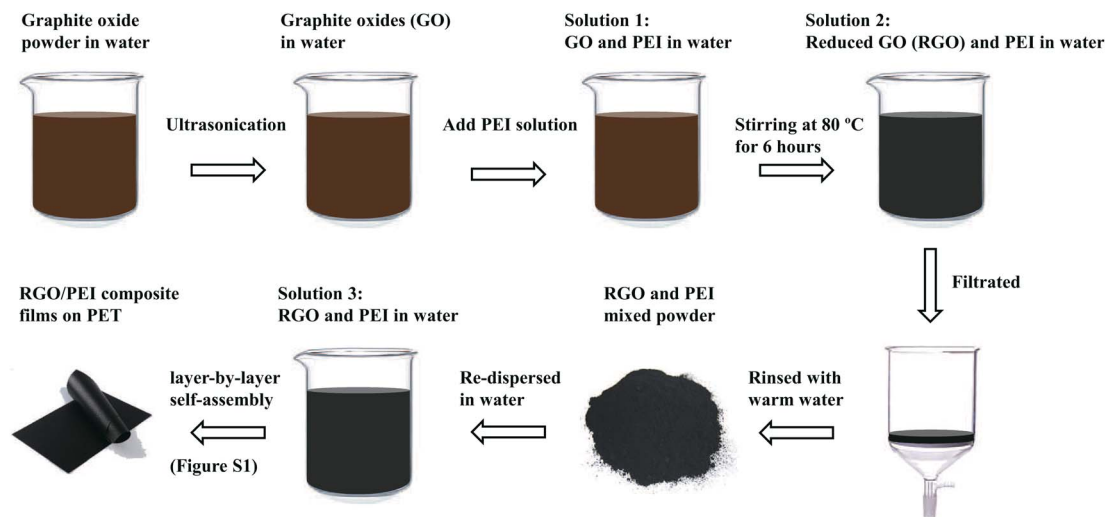 Graphite oxide
powder in water
Ultrasonication
Graphite oxides (GO)
in water
Add PEI solution
Solution 1:
GO and PEI in water
Stirring at 80 ºC
for 6 hours
Solution 2:
Reduced GO (RGO) and PEI in water
Filtrated
Rinsed with
warm water
RGO and PEI
mixed powder
Re-dispersed
in water
Solution 3:
RGO and PEI in water
layer-by-layer
self-assembly
(Figure S1)
RGO/PEI composite
films on PET